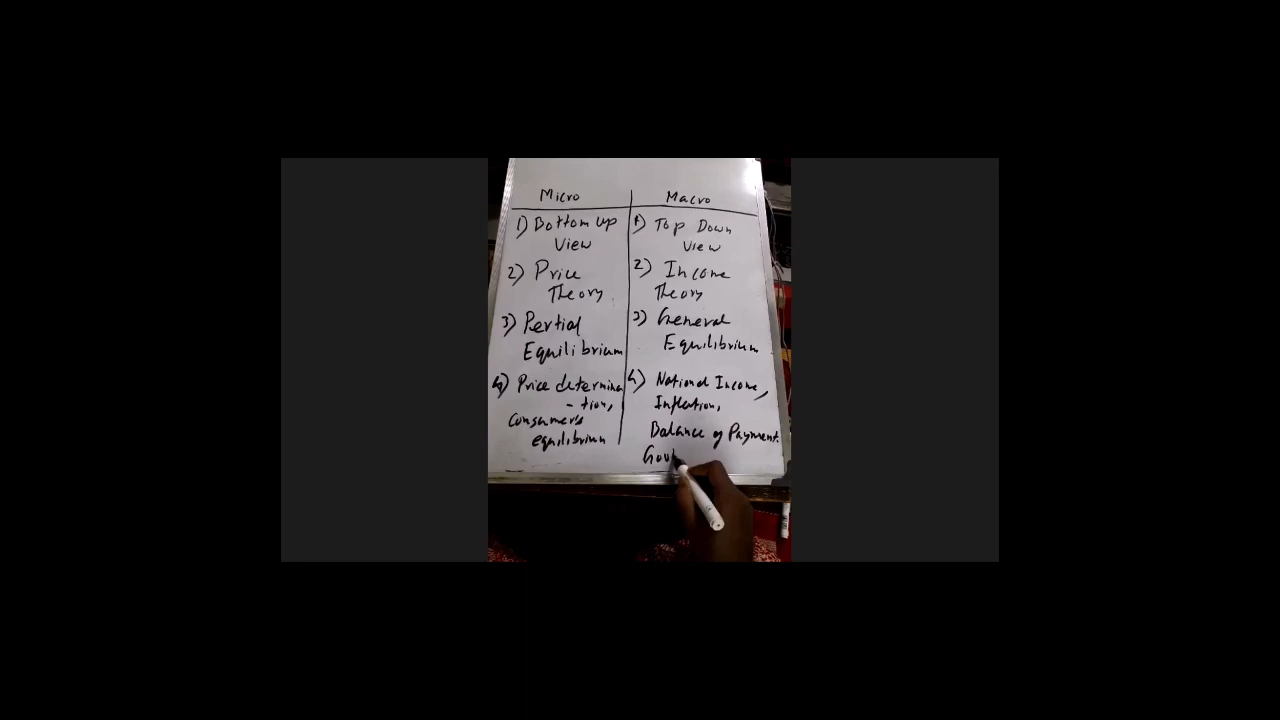 Micro
Macro
1) Bottom up
View
2) Price
Theory
3) Pertial
Equilibrium
4) Price determina
- tion,
Consumer's
equilibrium
1) Top Down
View
2) Income
Theory
3) General
Equilibrium
4) National Income,
Inflation,
Balance of Payment.
Gov